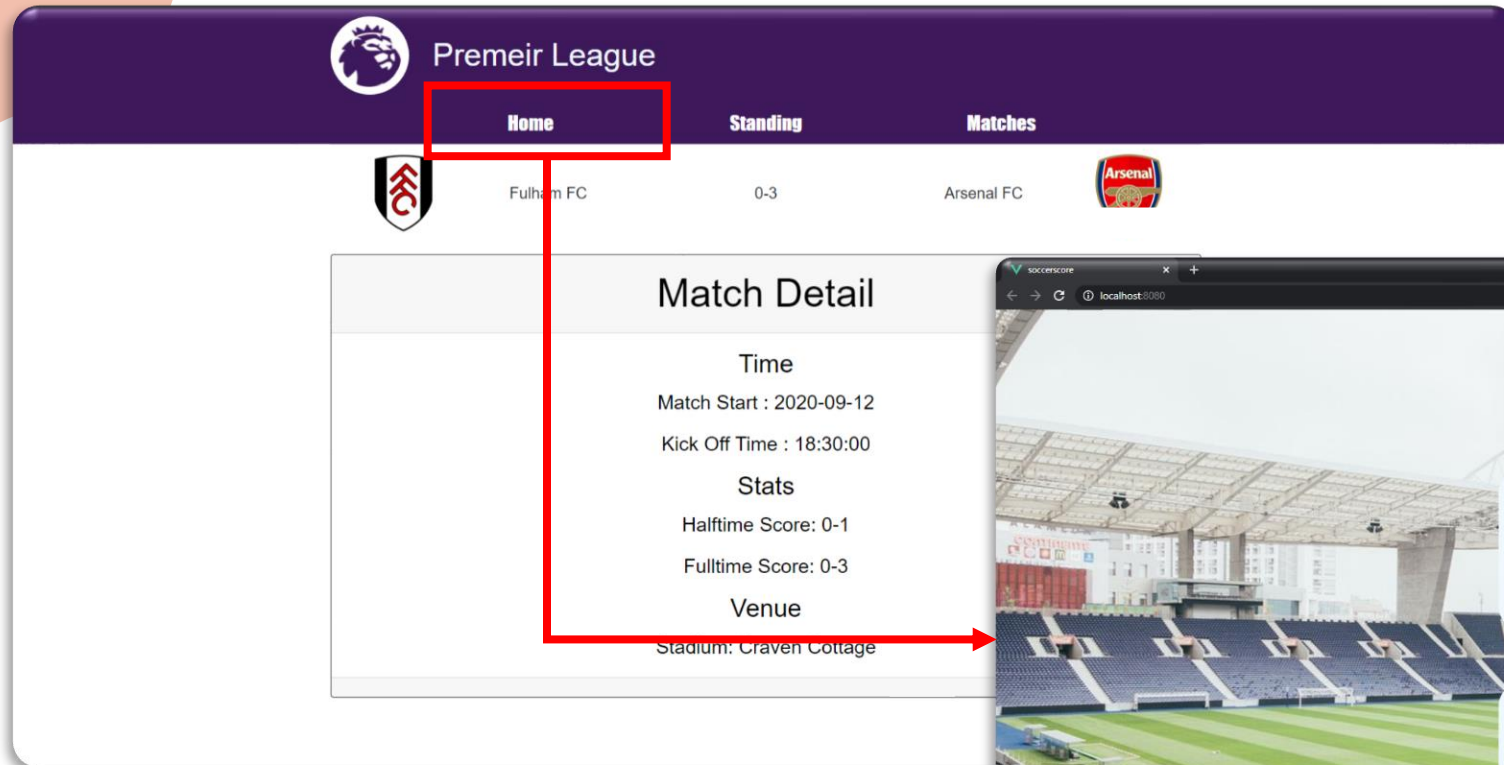 Premeir League
Home Standing Matches
FFC Fulham FC 0-3 Arsenal FC Arsenal
Match Detail
Time
Match Start : 2020-09-12
Kick Off Time : 18:30:00
Stats
Halftime Score: 0-1
Fulltime Score: 0-3
Venue
Stadium: Craven Cottage
soccerscore
localhost:8080